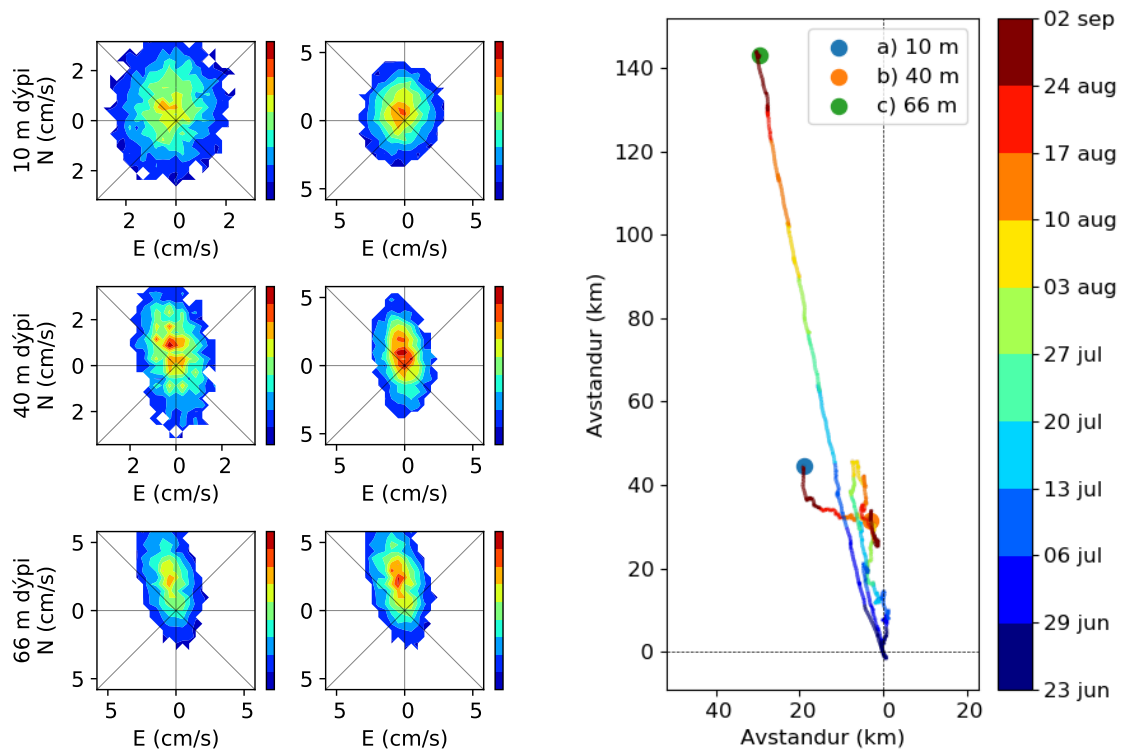 10 m dýpi
N (cm/s)
2
0
2
2
0
2
E (cm/s)
5
0
5
5
0
5
E (cm/s)
40 m dýpi
N (cm/s)
2
0
2
2
0
2
E (cm/s)
5
0
5
5
0
5
E (cm/s)
66 m dýpi
N (cm/s)
5
0
5
5
0
5
E (cm/s)
5
0
5
5
0
5
E (cm/s)
Avstandur (km)
140
120
100
80
60
40
20
0
40
20
0
20
Avstandur (km)
a) 10 m
b) 40 m
c) 66 m
02 sep
24 aug
17 aug
10 aug
03 aug
27 jul
20 jul
13 jul
06 jul
29 jun
23 jun